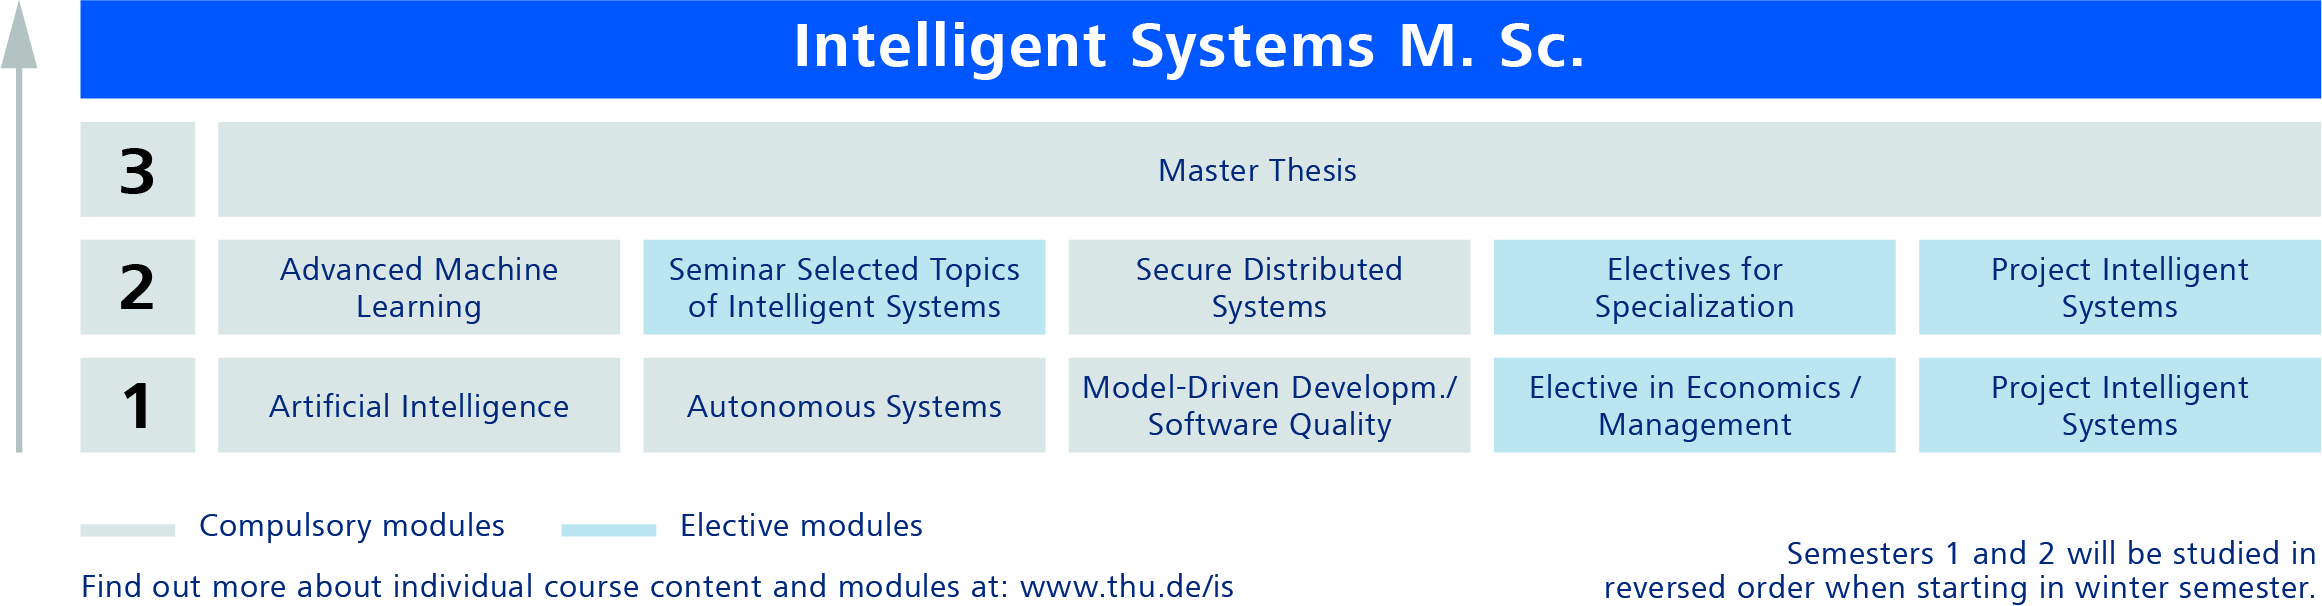 Intelligent Systems M. Sc.
3
Master Thesis
2
Advanced Machine
Learning
Seminar Selected Topics
of Intelligent Systems
Secure Distributed
Systems
Electives for
Specialization
Project Intelligent
Systems
1
Artificial Intelligence
Autonomous Systems
Model-Driven Developm./
Software Quality
Elective in Economics /
Management
Project Intelligent
Systems
Compulsory modules
Elective modules
Find out more about individual course content and modules at: www.thu.de/is
Semesters 1 and 2 will be studied in
reversed order when starting in winter semester.